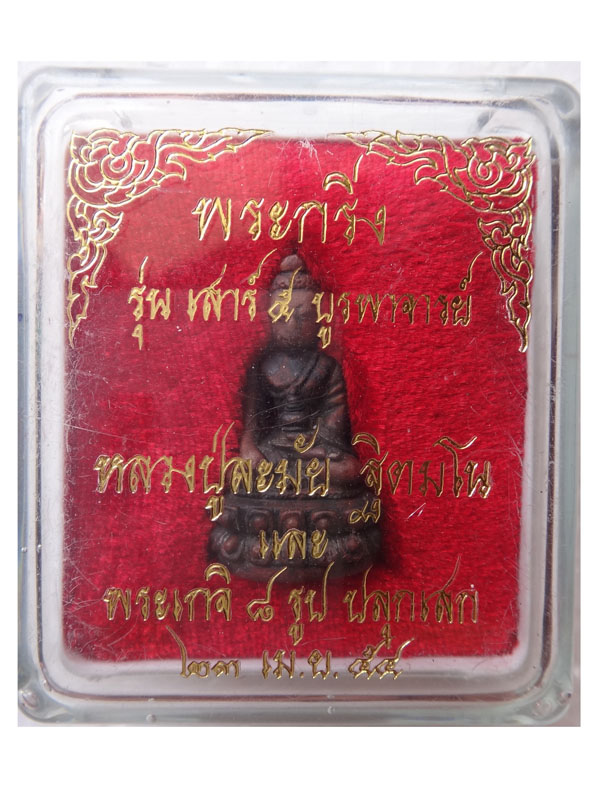 พระกริ่ง
รุ่น เสาร์ ๕ บูรพาจารย์
หลวงปู่ละมัย ฐิตมโน
และ
พระเกจิ ๘ รูป ปลุกเสก
๒๓ เม.ย. ๕๕